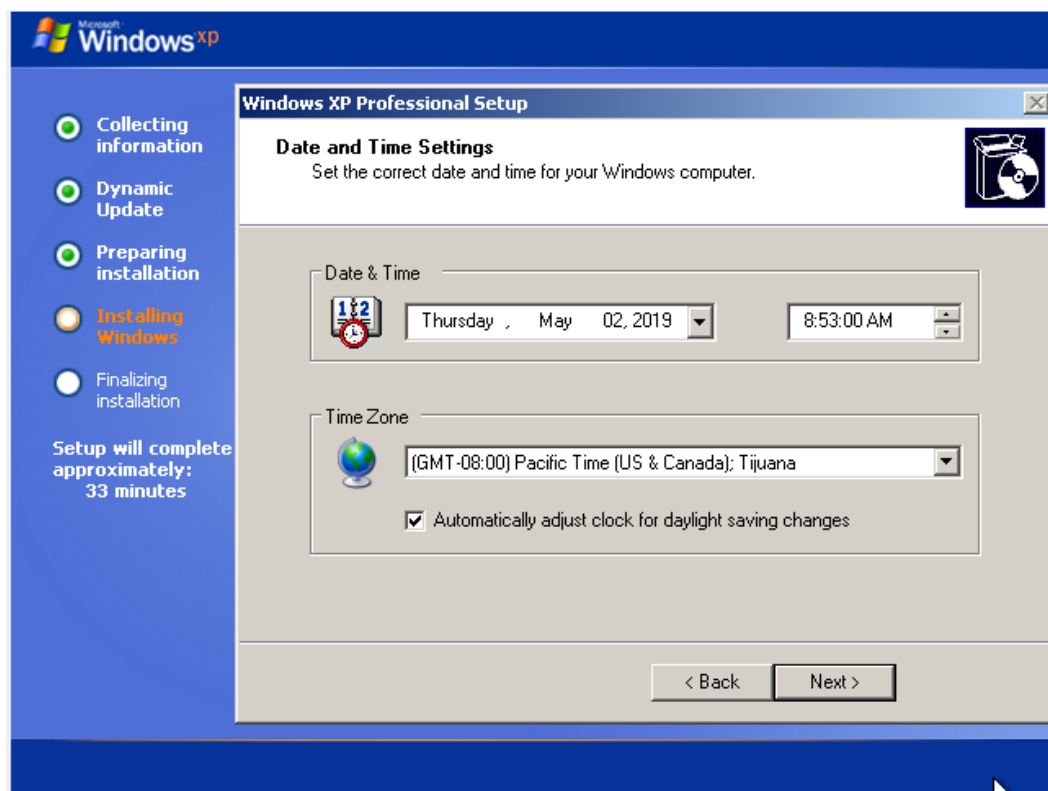 Microsoft
Windows xp
Collecting
information
Dynamic
Update
Preparing
installation
Installing
Windows
Finalizing
installation
Setup will complete
approximately:
33 minutes
Windows XP Professional Setup
Date and Time Settings
Set the correct date and time for your Windows computer.
Date & Time
1 2
Thursday , May 02, 2019
8:53:00 AM
Time Zone
(GMT-08:00) Pacific Time (US & Canada); Tijuana
Automatically adjust clock for daylight saving changes
< Back
Next >